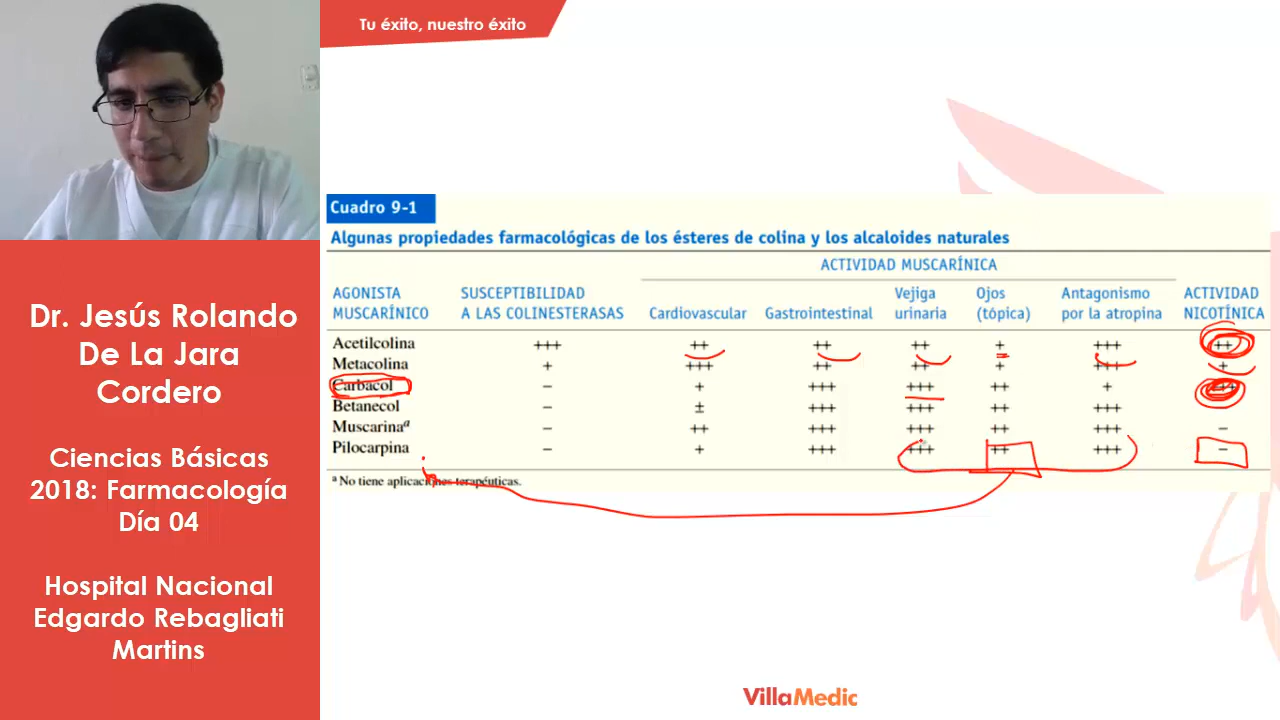 Tu éxito, nuestro éxito
Dr. Jesús Rolando
De La Jara
Cordero
Ciencias Básicas
2018: Farmacología
Día 04
Hospital Nacional
Edgardo Rebagliati
Martins
Cuadro 9-1
Algunas propiedades farmacológicas de los ésteres de colina y los alcaloides naturales
ACTIVIDAD MUSCARÍNICA
AGONISTA SUSCEPTIBILIDAD Vejiga Ojos Antagonismo ACTIVIDAD
MUSCARÍNICO A LAS COLINESTERASAS Cardiovascular Gastrointestinal urinaria (tópica) por la atropina NICOTÍNICA
Acetilcolina +++ ++ ++ ++ + +++ ++
Metacolina + +++ ++ ++ + +++ +
Carbacol – + +++ +++ ++ + +++
Betanecol – ± +++ +++ ++ +++
Muscarinaª – ++ +++ +++ ++ +++ –
Pilocarpina – + +++ +++ ++ +++ –
ª No tiene aplicaciones terapéuticas.
VillaMedic